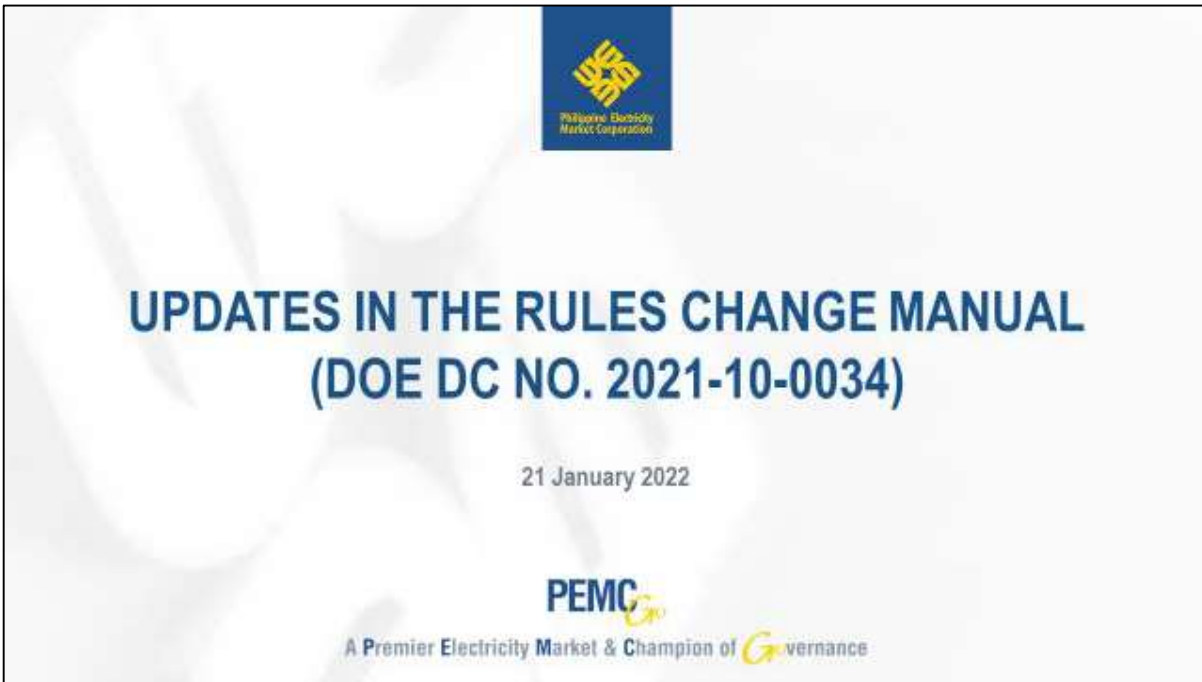 Philippine Electricity
Market Corporation
UPDATES IN THE RULES CHANGE MANUAL
(DOE DC NO. 2021-10-0034)
21 January 2022
PEMC Go
A Premier Electricity Market & Champion of Governance